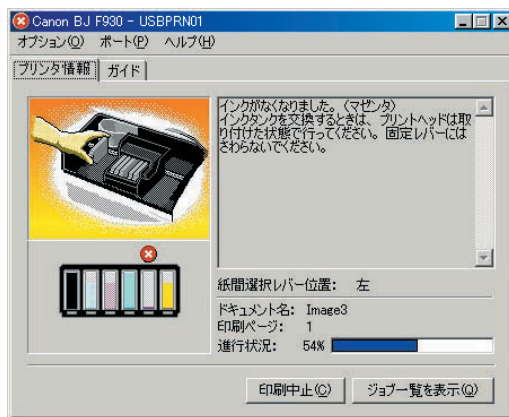 Canon BJ F930 - USBPRN01
オプション(O) ポート(P) ヘルプ(H)
プリンタ情報 ガイド
インクがなくなりました。(マゼンタ)
インクタンクを交換するときは、プリントヘッドは取
り付けた状態で行ってください。固定レバーには
さわらないでください。
紙間選択レバー位置: 左
ドキュメント名: Image3
印刷ページ: 1
進行状況: 54%
印刷中止(C) ジョブ一覧を表示(Q)